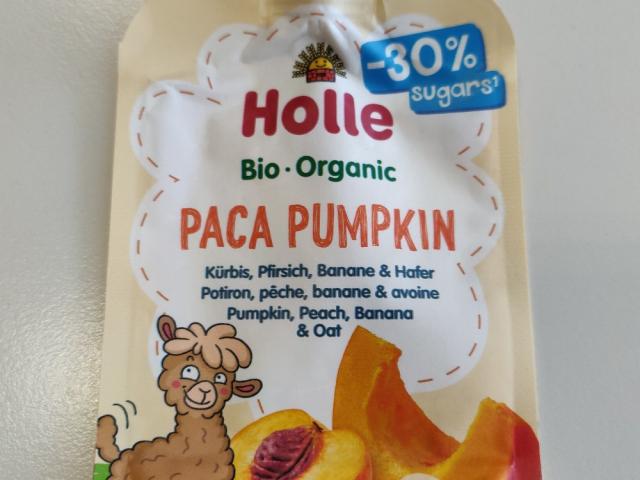 -30%
sugars¹
Holle
Bio·Organic
PACA PUMPKIN
Kürbis, Pfirsich, Banane & Hafer
Potiron, pêche, banane & avoine
Pumpkin, Peach, Banana
& Oat